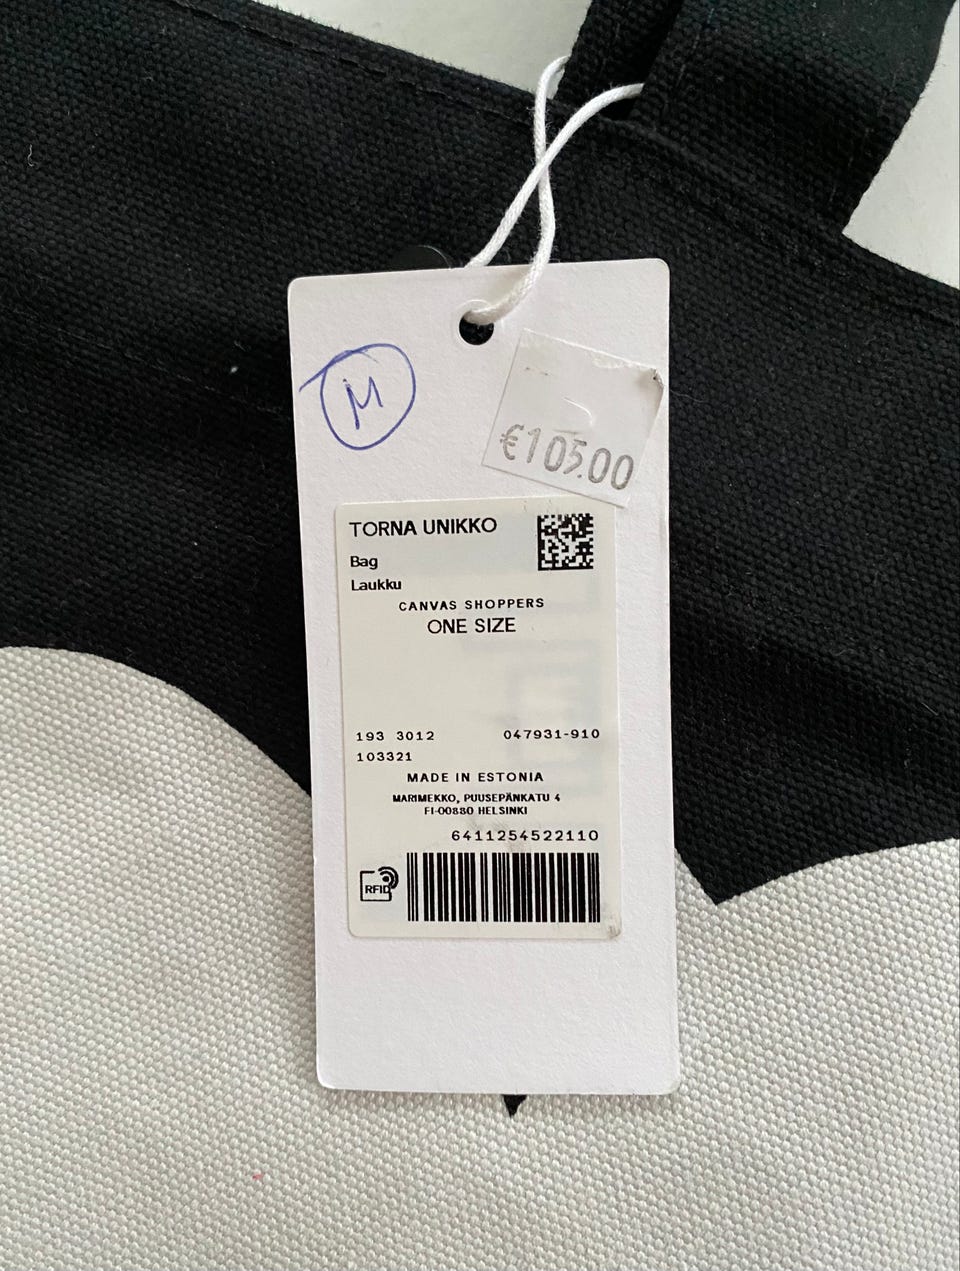 M
€105.00
TORNA UNIKKO
Bag
Laukku
CANVAS SHOPPERS
ONE SIZE
193 3012 047931-910
103321
MADE IN ESTONIA
MARIMEKKO, PUUSEPÄNKATU 4
FI-00880 HELSINKI
6411254522110
RFID